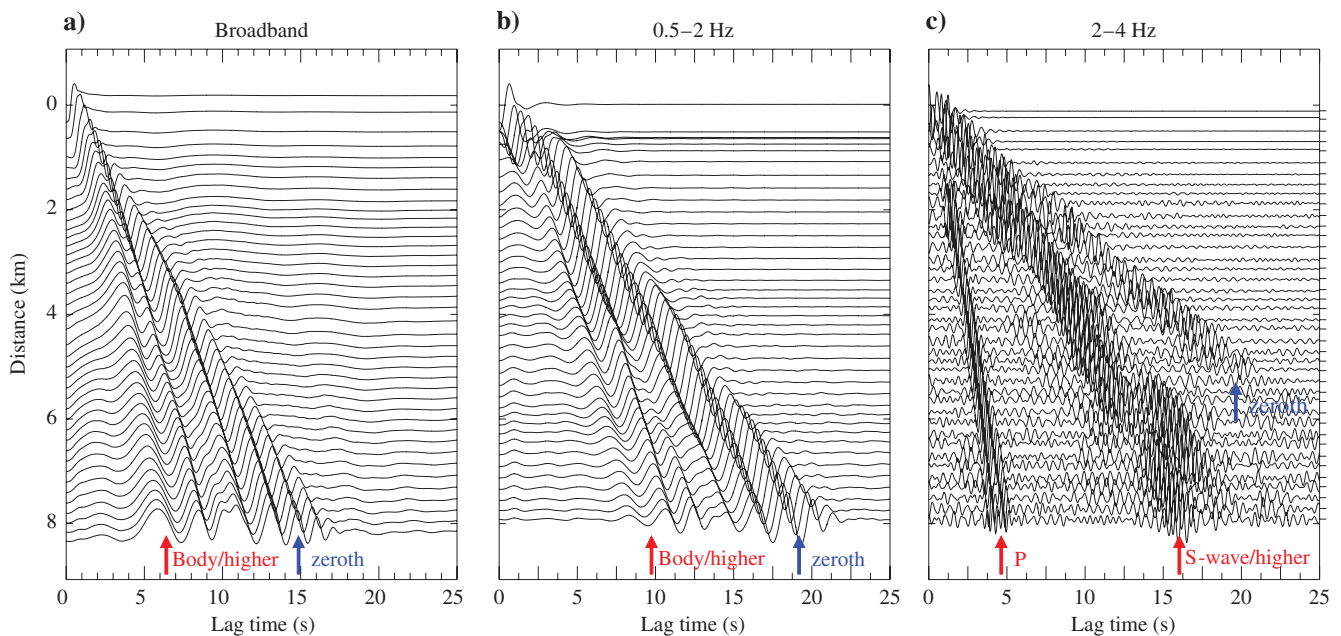 a)
Broadband
b)
0.5–2 Hz
c)
2–4 Hz
Distance (km)
0
2
4
6
8
Body/higher
zeroth
Body/higher
zeroth
zeroth
P
S-wave/higher
0 5 10 15 20 25
0 5 10 15 20 25
0 5 10 15 20 25
Lag time (s)
Lag time (s)
Lag time (s)